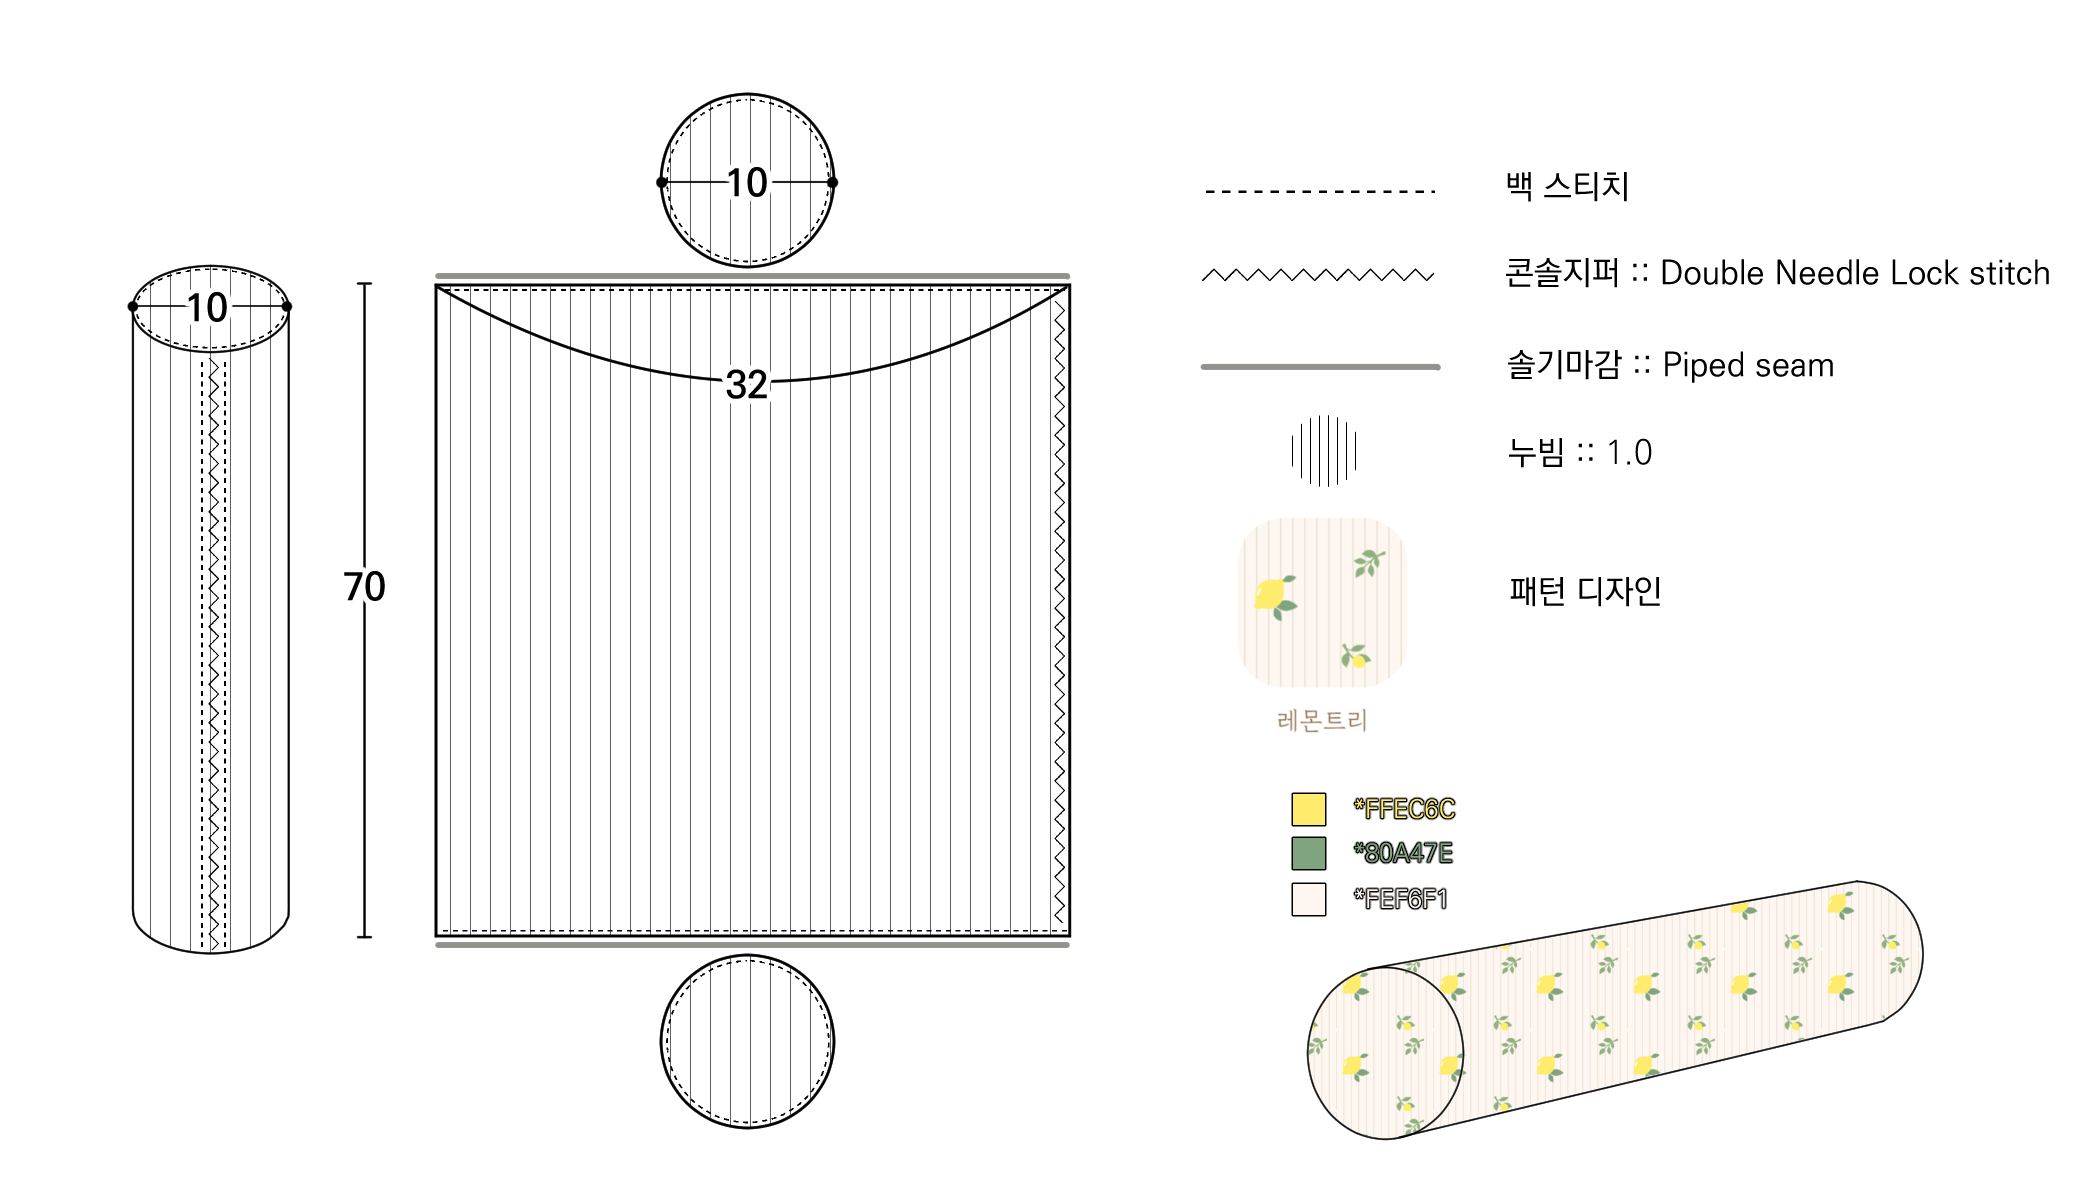 10
10
32
70
백 스티치
콘솔지퍼 :: Double Needle Lock stitch
솔기마감 :: Piped seam
누빔 :: 1.0
패턴 디자인
레몬트리
*FFEC6C
*80A47E
*FEF6F1